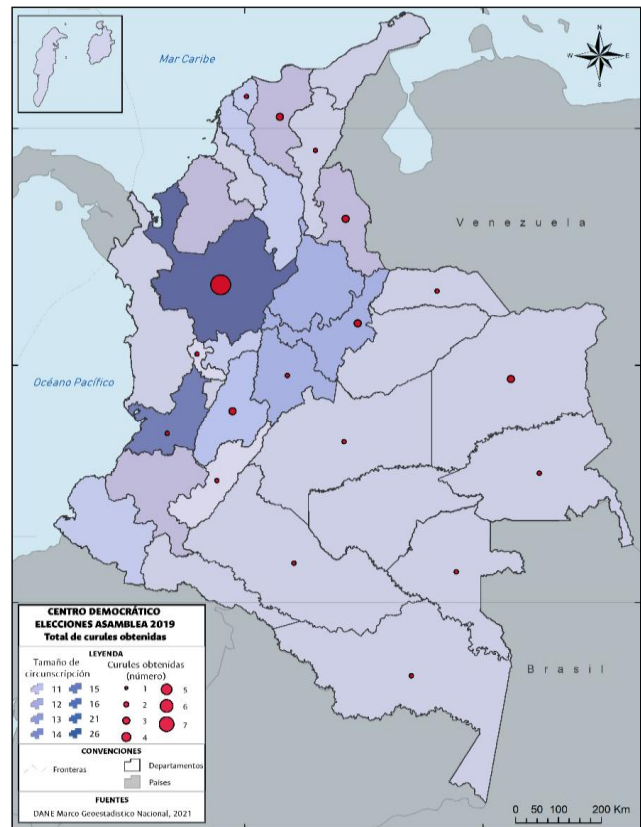 N
W E
S
Mar Caribe
Venezuela
Océano Pacífico
Brasil
CENTRO DEMOCRÁTICO
ELECCIONES ASAMBLEA 2019
Total de curules obtenidas
LEYENDA
Tamaño de circunscripción
11 15
12 16
13 21
14 26
Curules obtenidas
(número)
1 5
2 6
3 7
4
CONVENCIONES
Fronteras
Departamentos
Países
FUENTES
DANE Marco Geoestadístico Nacional, 2021
0 50 100 200 Km